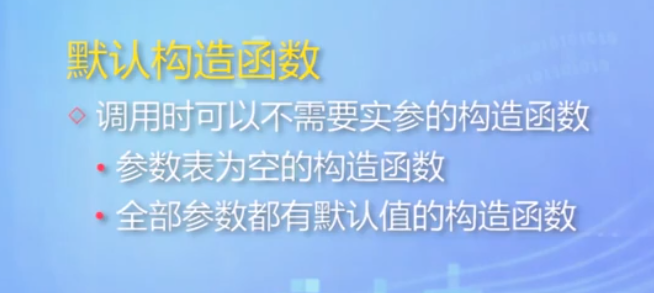 默认构造函数
调用时可以不需要实参的构造函数
参数表为空的构造函数
全部参数都有默认值的构造函数